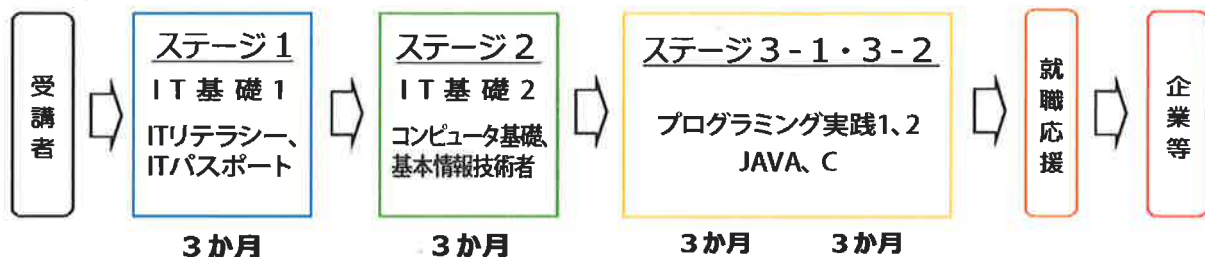 受講者
ステージ1
IT基礎1
ITリテラシー、
ITパスポート
3か月
ステージ2
IT基礎2
コンピュータ基礎、
基本情報技術者
3か月
ステージ3-1・3-2
プログラミング実践1、2
JAVA、C
3か月 3か月
就職応援
企業等